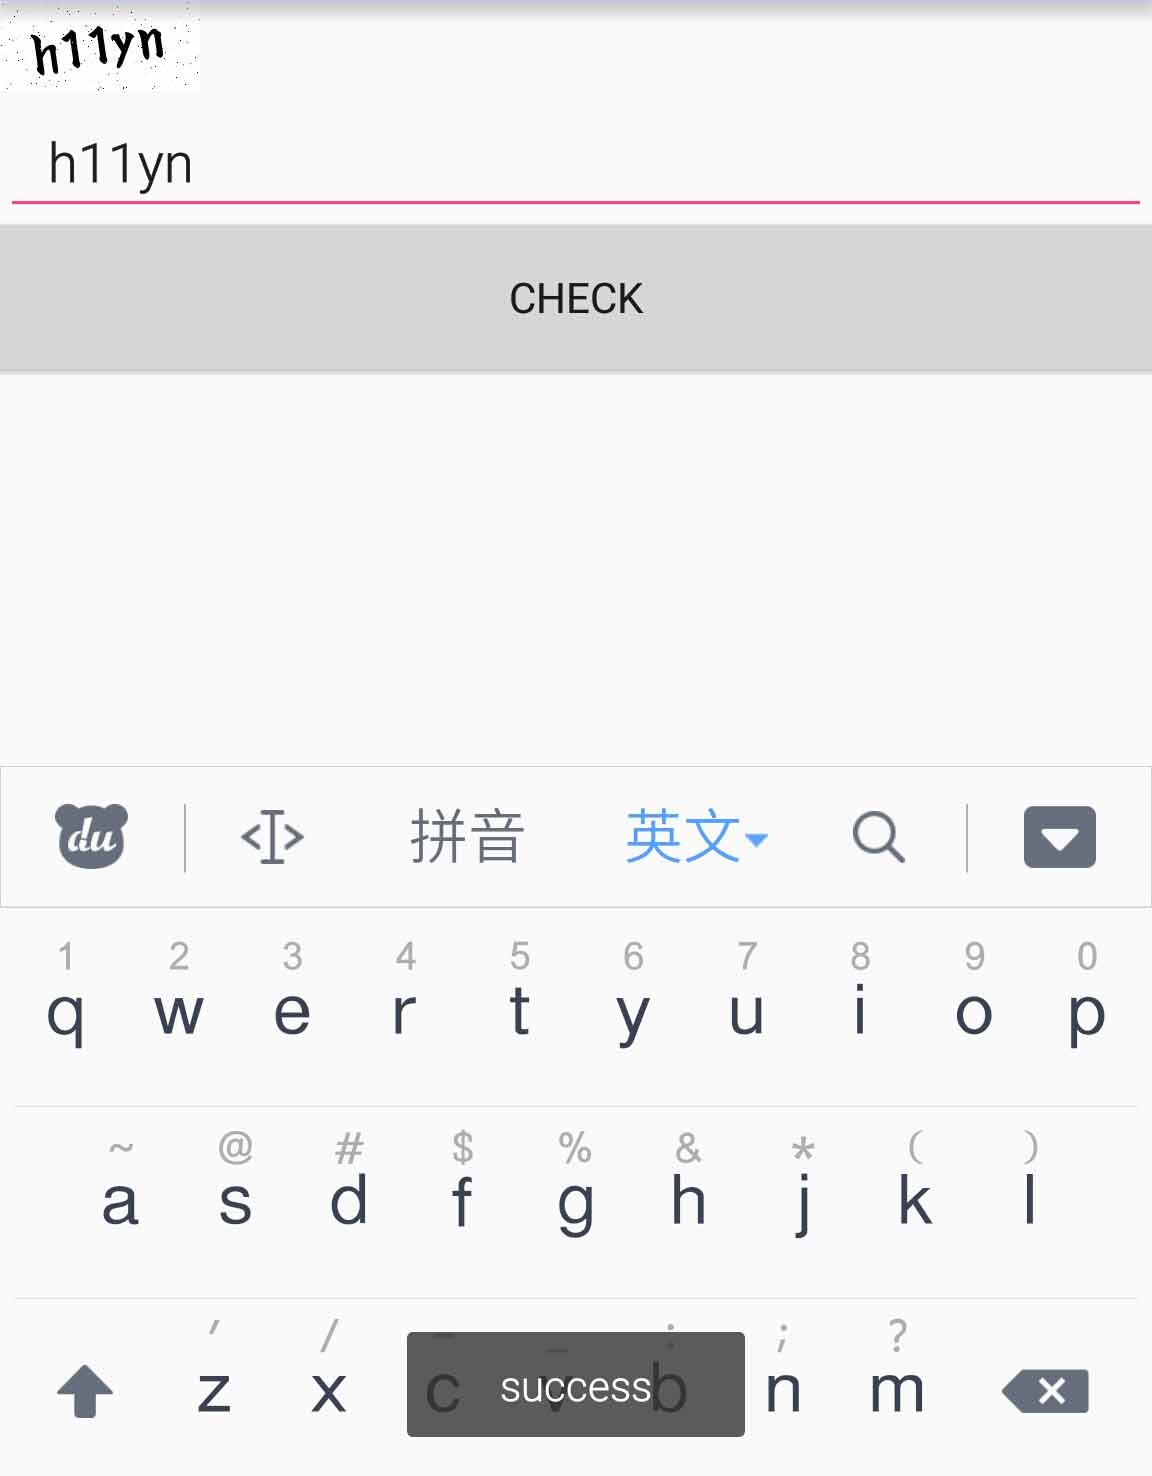 h11yn
h11yn
CHECK
du 拼音 英文
1 2 3 4 5 6 7 8 9 0
q w e r t y u i o p
~ @ # $ % & * ( )
a s d f g h j k l
' / - _ : ; ?
z x c v b n m
success